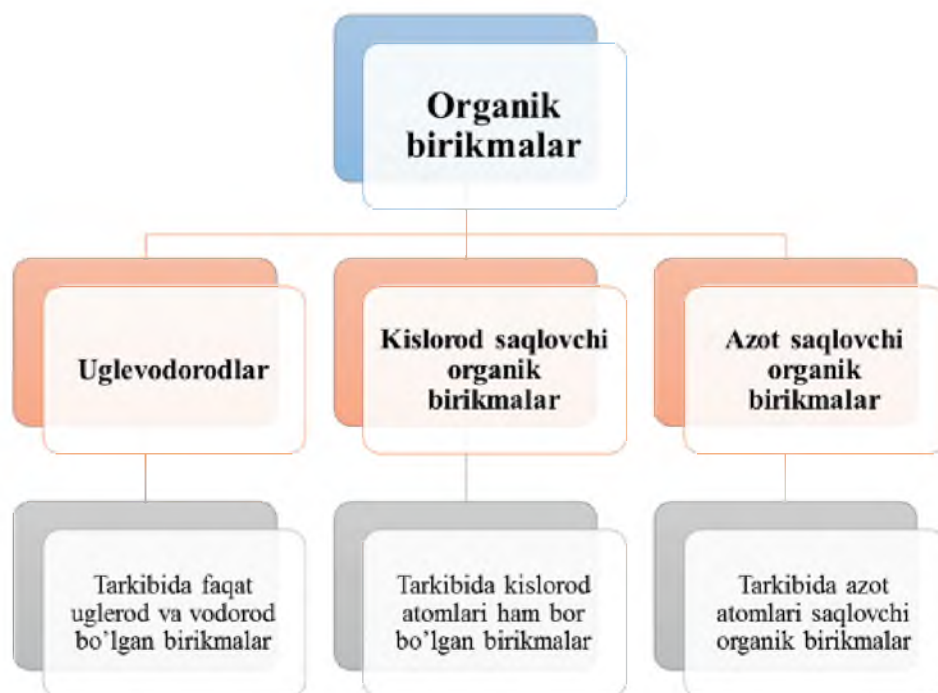 Organik
birikmalar
Uglevodorodlar
Kislorod saqlovchi
organik
birikmalar
Azot saqlovchi
organik
birikmalar
Tarkibida faqat
uglerod va vodorod
bo'lgan birikmalar
Tarkibida kislorod
atomlari ham bor
bo'lgan birikmalar
Tarkibida azot
atomlari saqlovchi
organik birikmalar